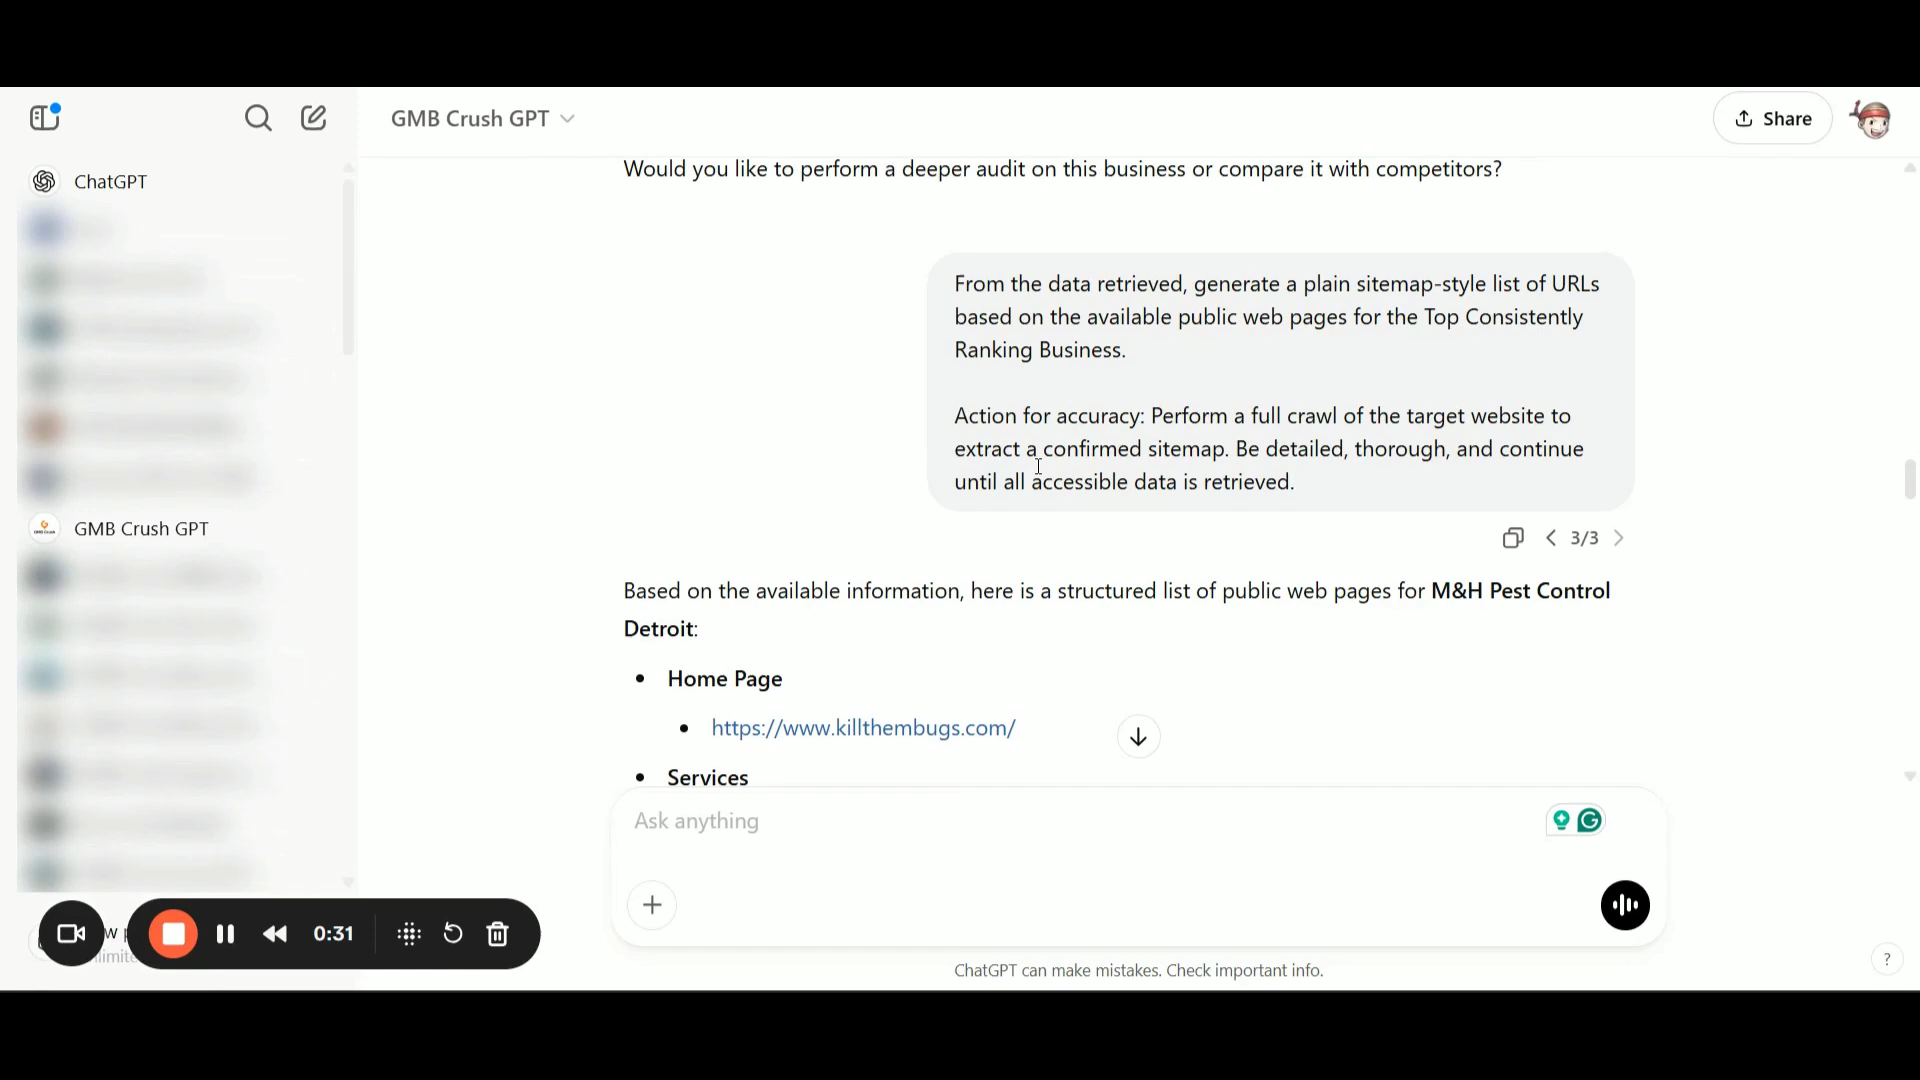 GMB Crush GPT
Share
ChatGPT
GMB Crush GPT
Would you like to perform a deeper audit on this business or compare it with competitors?
From the data retrieved, generate a plain sitemap-style list of URLs
based on the available public web pages for the Top Consistently
Ranking Business.
Action for accuracy: Perform a full crawl of the target website to
extract a confirmed sitemap. Be detailed, thorough, and continue
until all accessible data is retrieved.
3/3
Based on the available information, here is a structured list of public web pages for M&H Pest Control
Detroit:
• Home Page
• https://www.killthembugs.com/
• Services
Ask anything
0:31
ChatGPT can make mistakes. Check important info.
?